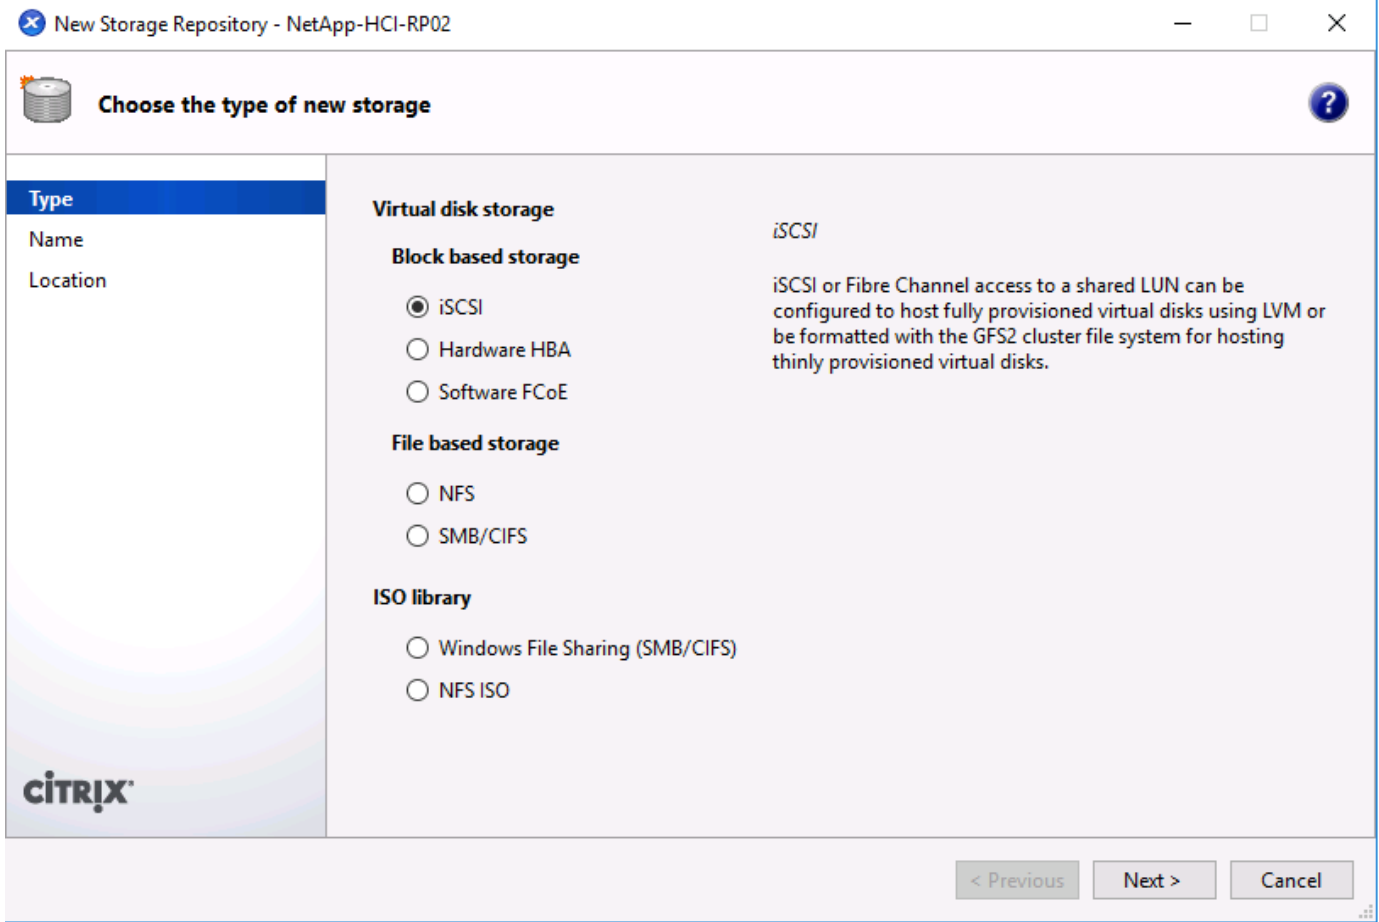 New Storage Repository - NetApp-HCI-RP02
Choose the type of new storage
?
Type
Name
Location
CİTRIX
Virtual disk storage
Block based storage
iSCSI
Hardware HBA
Software FCoE
File based storage
NFS
SMB/CIFS
ISO library
Windows File Sharing (SMB/CIFS)
NFS ISO
iSCSI
iSCSI or Fibre Channel access to a shared LUN can be
configured to host fully provisioned virtual disks using LVM or
be formatted with the GFS2 cluster file system for hosting
thinly provisioned virtual disks.
< Previous
Next >
Cancel